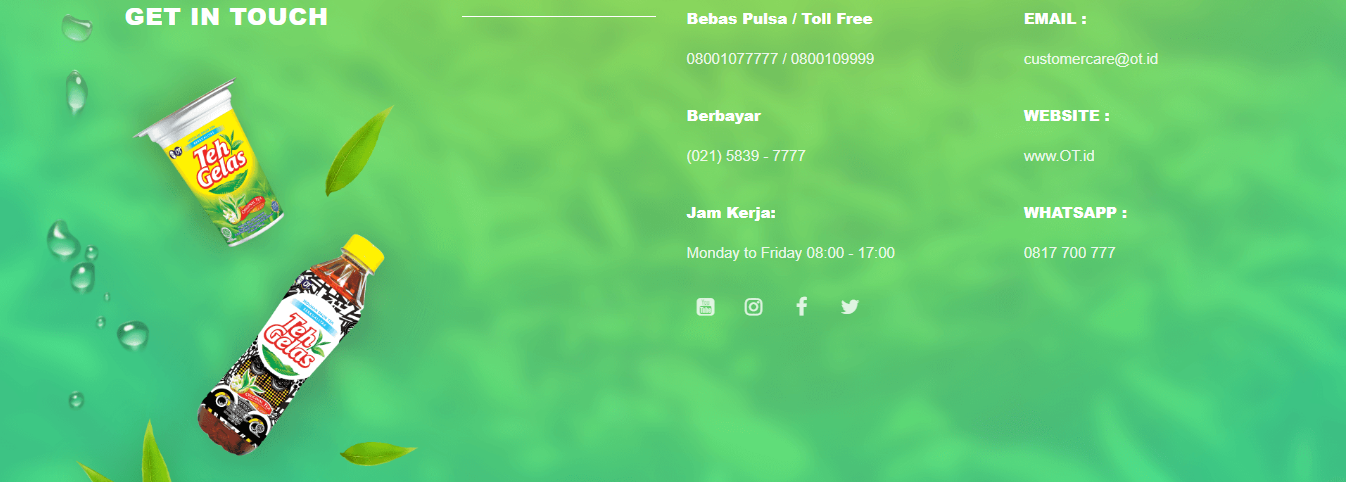 GET IN TOUCH
Bebas Pulsa / Toll Free
08001077777 / 0800109999
Berbayar
(021) 5839 - 7777
Jam Kerja:
Monday to Friday 08:00 - 17:00
EMAIL :
customercare@ot.id
WEBSITE :
www.OT.id
WHATSAPP :
0817 700 777
Teh
Gelas
Teh
Gelas